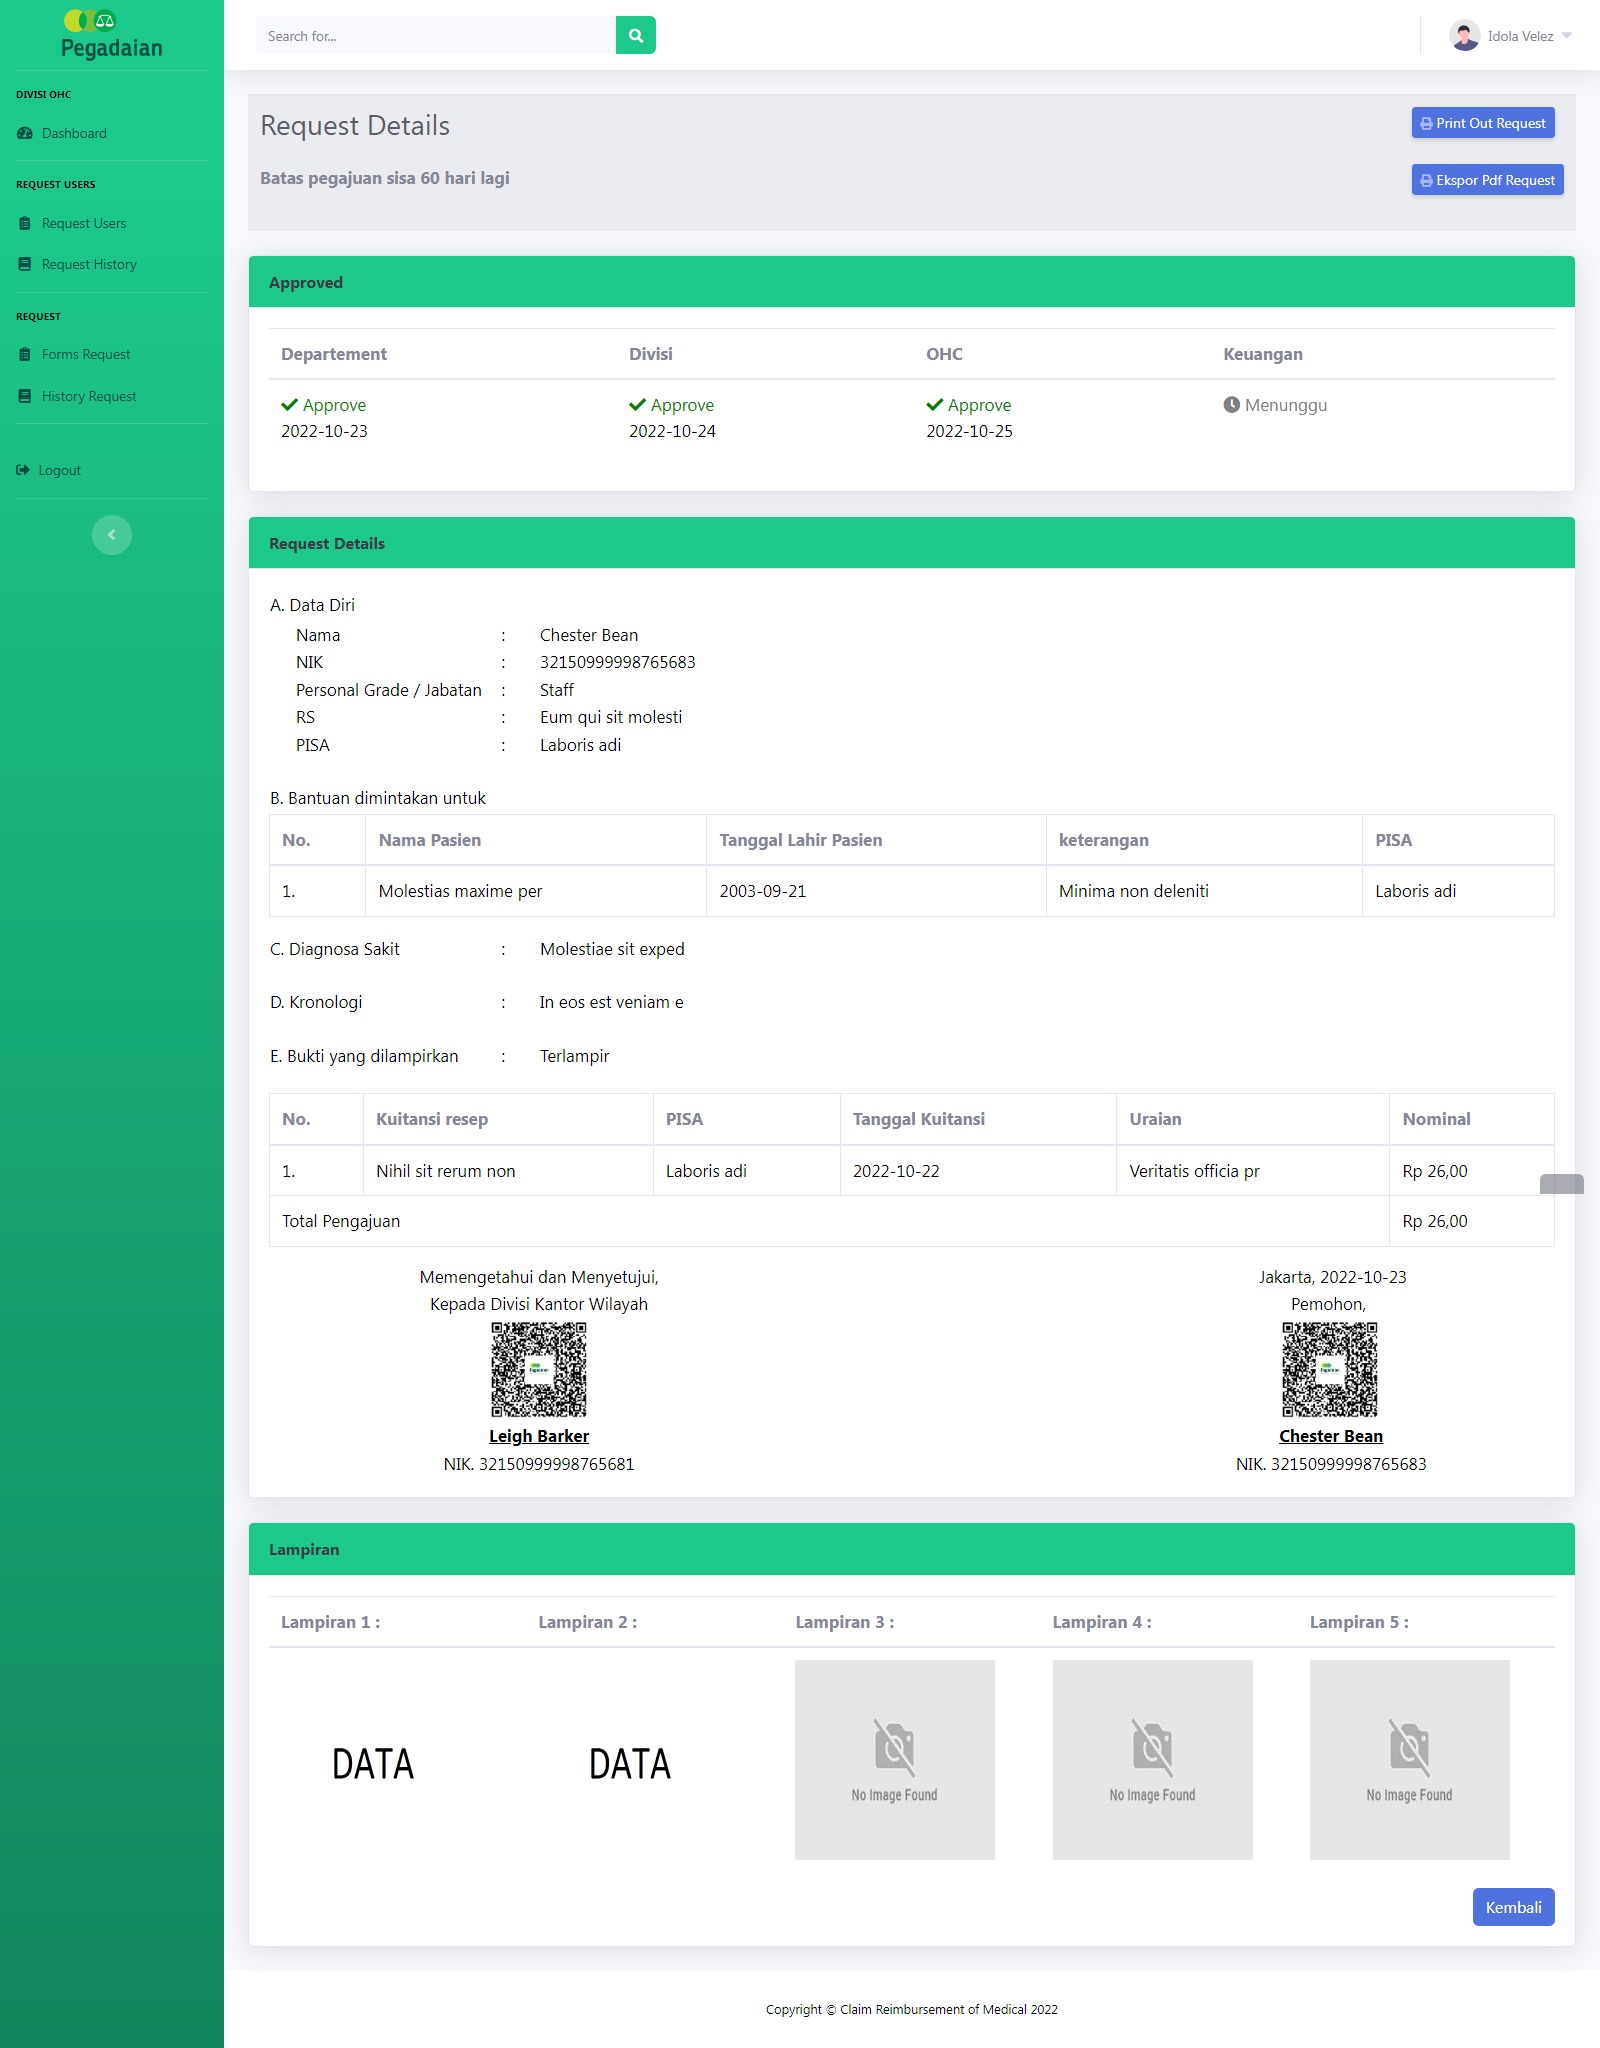 Pegadaian
Search for...
Idola Velez
DIVISI OHC
Dashboard
REQUEST USERS
Request Users
Request History
REQUEST
Forms Request
History Request
Logout
Request Details
Print Out Request
Batas pegajuan sisa 60 hari lagi
Ekspor Pdf Request
Approved
Departement Divisi OHC Keuangan
Approve Approve Approve Menunggu
2022-10-23 2022-10-24 2022-10-25
Request Details
A. Data Diri
Nama : Chester Bean
NIK : 32150999998765683
Personal Grade / Jabatan : Staff
RS : Eum qui sit molesti
PISA : Laboris adi
B. Bantuan dimintakan untuk
No. Nama Pasien Tanggal Lahir Pasien keterangan PISA
1. Molestias maxime per 2003-09-21 Minima non deleniti Laboris adi
C. Diagnosa Sakit : Molestiae sit exped
D. Kronologi : In eos est veniam e
E. Bukti yang dilampirkan : Terlampir
No. Kuitansi resep PISA Tanggal Kuitansi Uraian Nominal
1. Nihil sit rerum non Laboris adi 2022-10-22 Veritatis officia pr Rp 26,00
Total Pengajuan Rp 26,00
Memengetahui dan Menyetujui,
Kepada Divisi Kantor Wilayah
Pegadaian
Leigh Barker
NIK. 32150999998765681
Jakarta, 2022-10-23
Pemohon,
Pegadaian
Chester Bean
NIK. 32150999998765683
Lampiran
Lampiran 1 : Lampiran 2 : Lampiran 3 : Lampiran 4 : Lampiran 5 :
DATA DATA No Image Found No Image Found No Image Found
Kembali
Copyright © Claim Reimbursement of Medical 2022